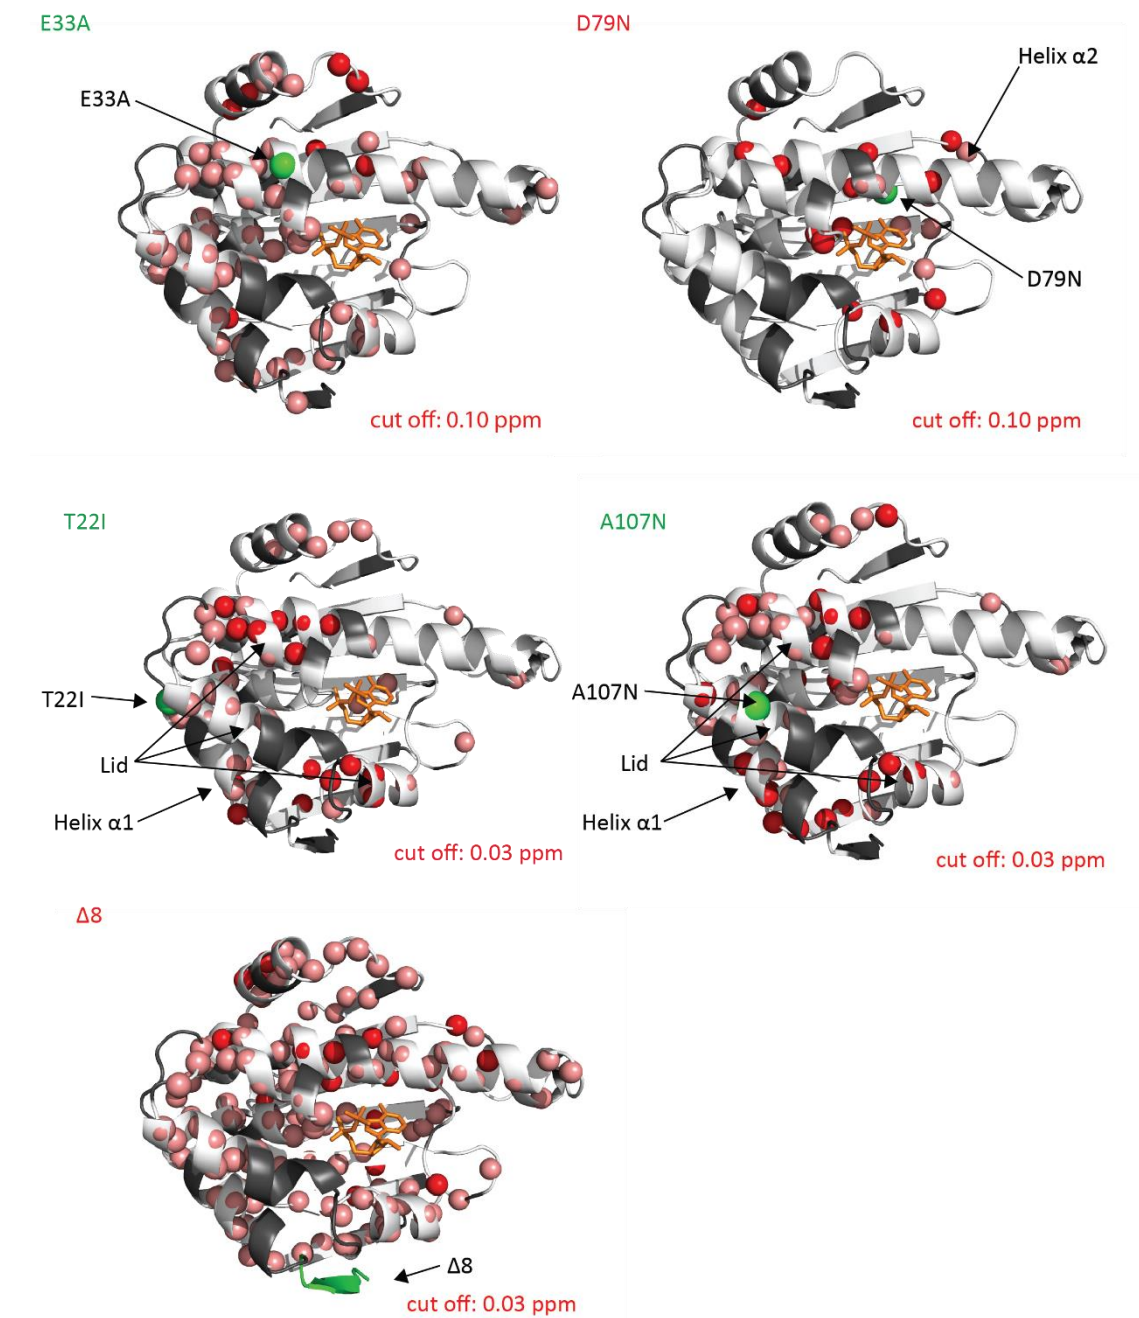 E33A
D79N
Helix α2
E33A
D79N
cut off: 0.10 ppm
cut off: 0.10 ppm
T22I
A107N
T22I
A107N
Lid
Lid
Helix α1
Helix α1
cut off: 0.03 ppm
cut off: 0.03 ppm
Δ8
Δ8
cut off: 0.03 ppm